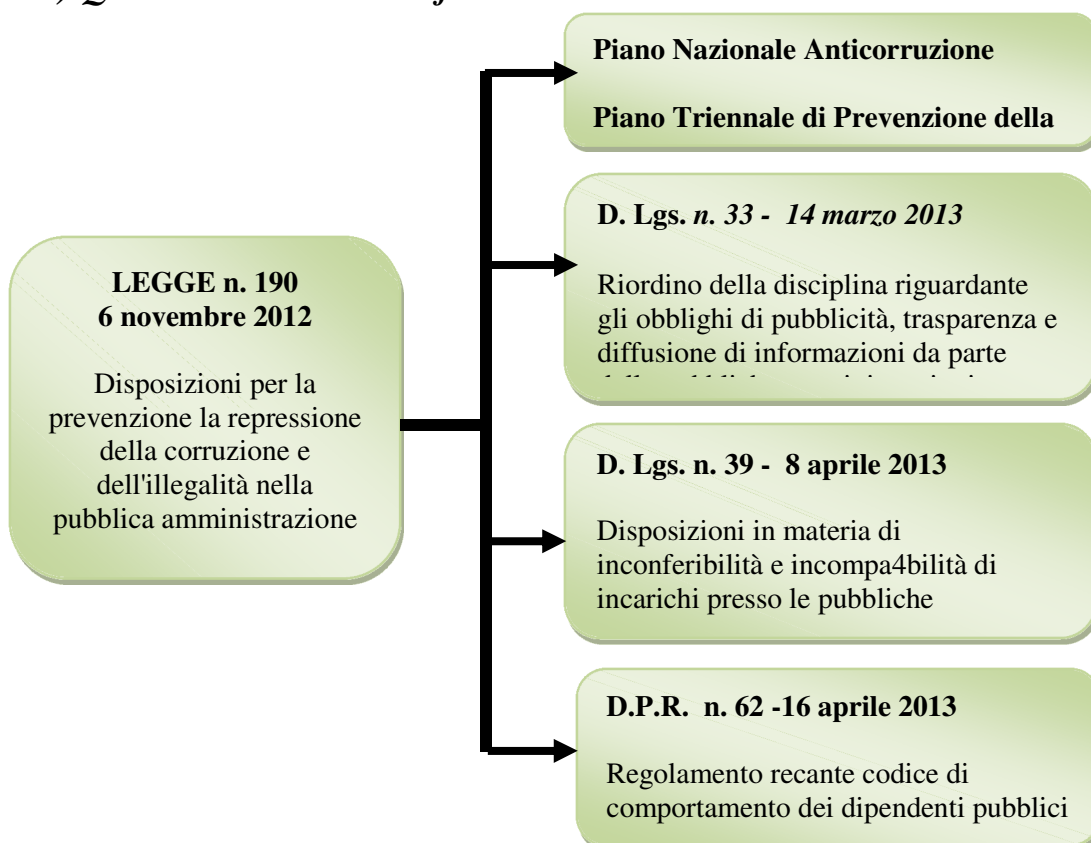 LEGGE n. 190
6 novembre 2012
Disposizioni per la
prevenzione la repressione
della corruzione e
dell'illegalità nella
pubblica amministrazione
Piano Nazionale Anticorruzione
Piano Triennale di Prevenzione della
D. Lgs. n. 33 - 14 marzo 2013
Riordino della disciplina riguardante
gli obblighi di pubblicità, trasparenza e
diffusione di informazioni da parte
D. Lgs. n. 39 - 8 aprile 2013
Disposizioni in materia di
inconferibilità e incompa4bilità di
incarichi presso le pubbliche
D.P.R. n. 62 -16 aprile 2013
Regolamento recante codice di
comportamento dei dipendenti pubblici